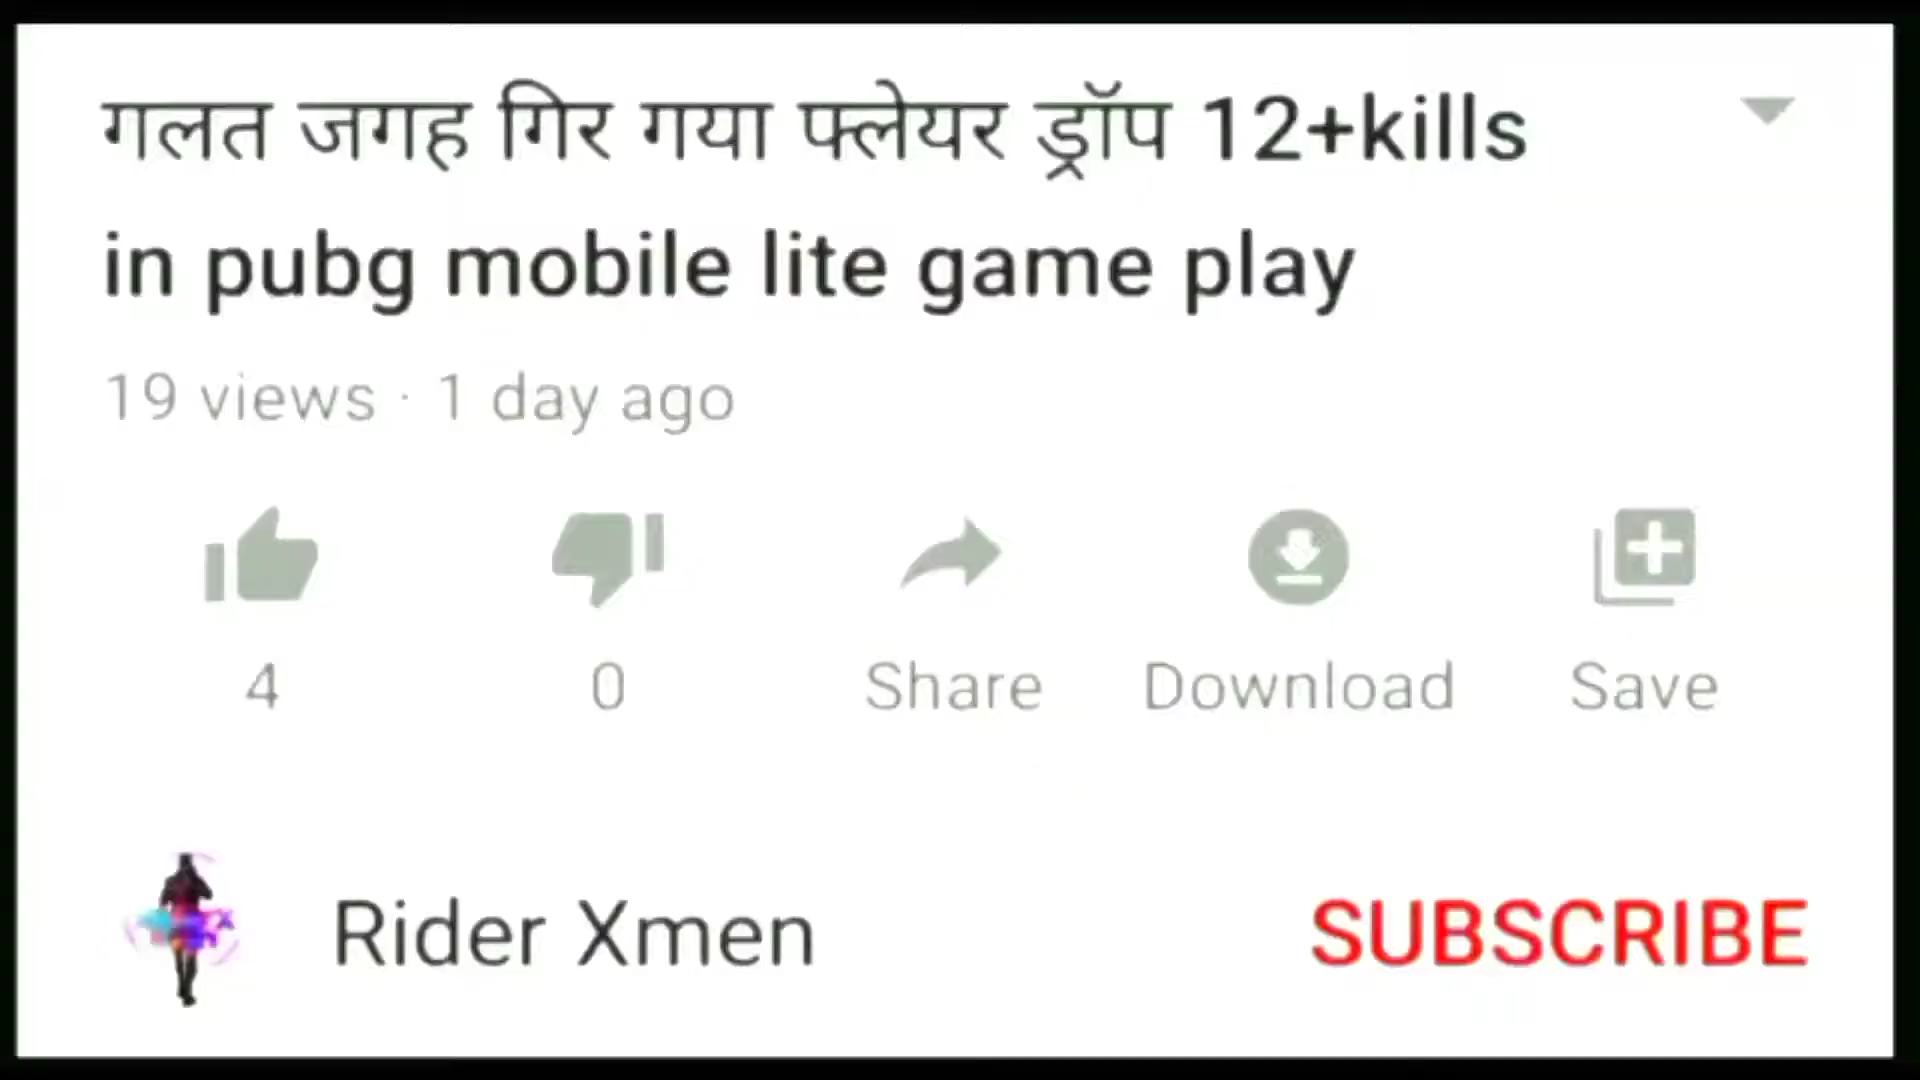 गलत जगह गिर गया फ्लेयर ड्रॉप 12+kills
in pubg mobile lite game play
19 views · 1 day ago
4 0 Share Download Save
Rider Xmen SUBSCRIBE